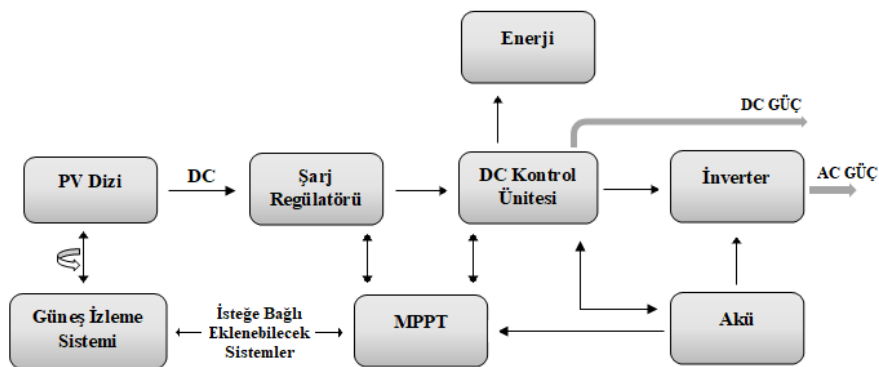 Enerji
DC GÜÇ
PV Dizi
DC
Şarj
Regülatörü
DC Kontrol
Ünitesi
İnverter
AC GÜÇ
Güneş İzleme
Sistemi
İsteğe Bağlı
Eklenebilecek
Sistemler
MPPT
Akü